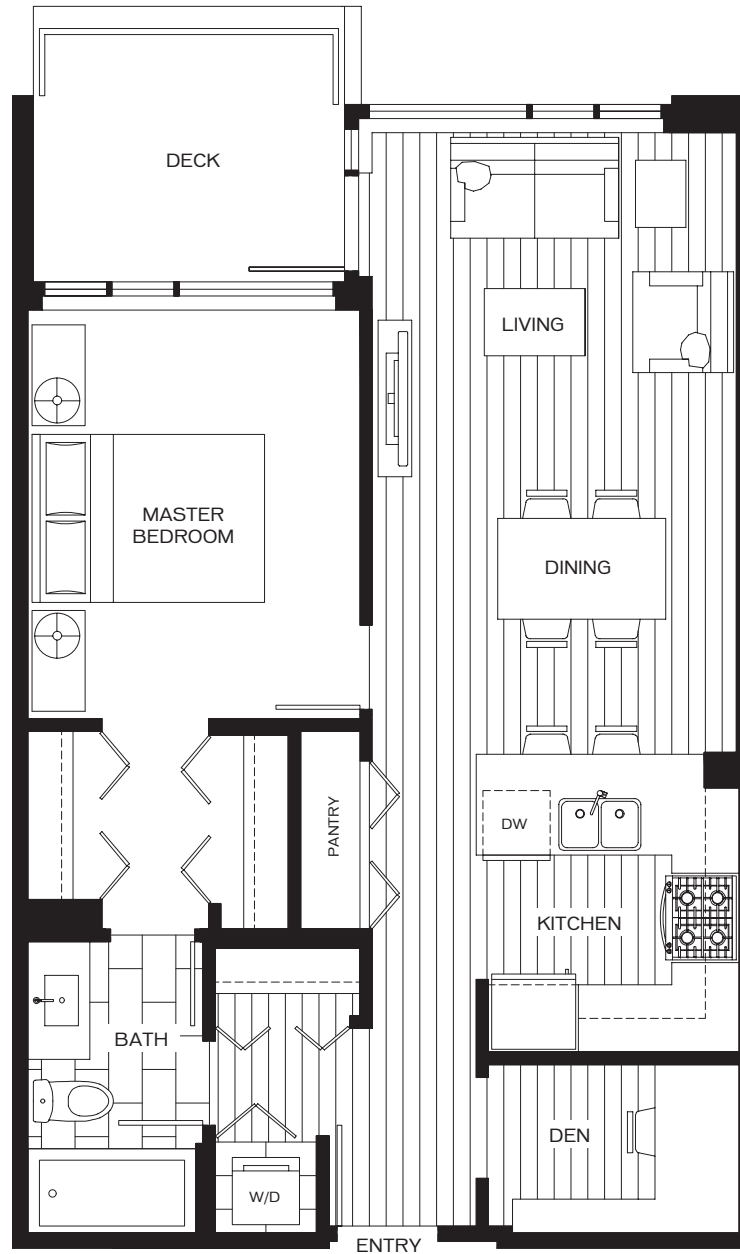 DECK
LIVING
MASTER
BEDROOM
DINING
PANTRY
DW
KITCHEN
BATH
DEN
W/D
ENTRY